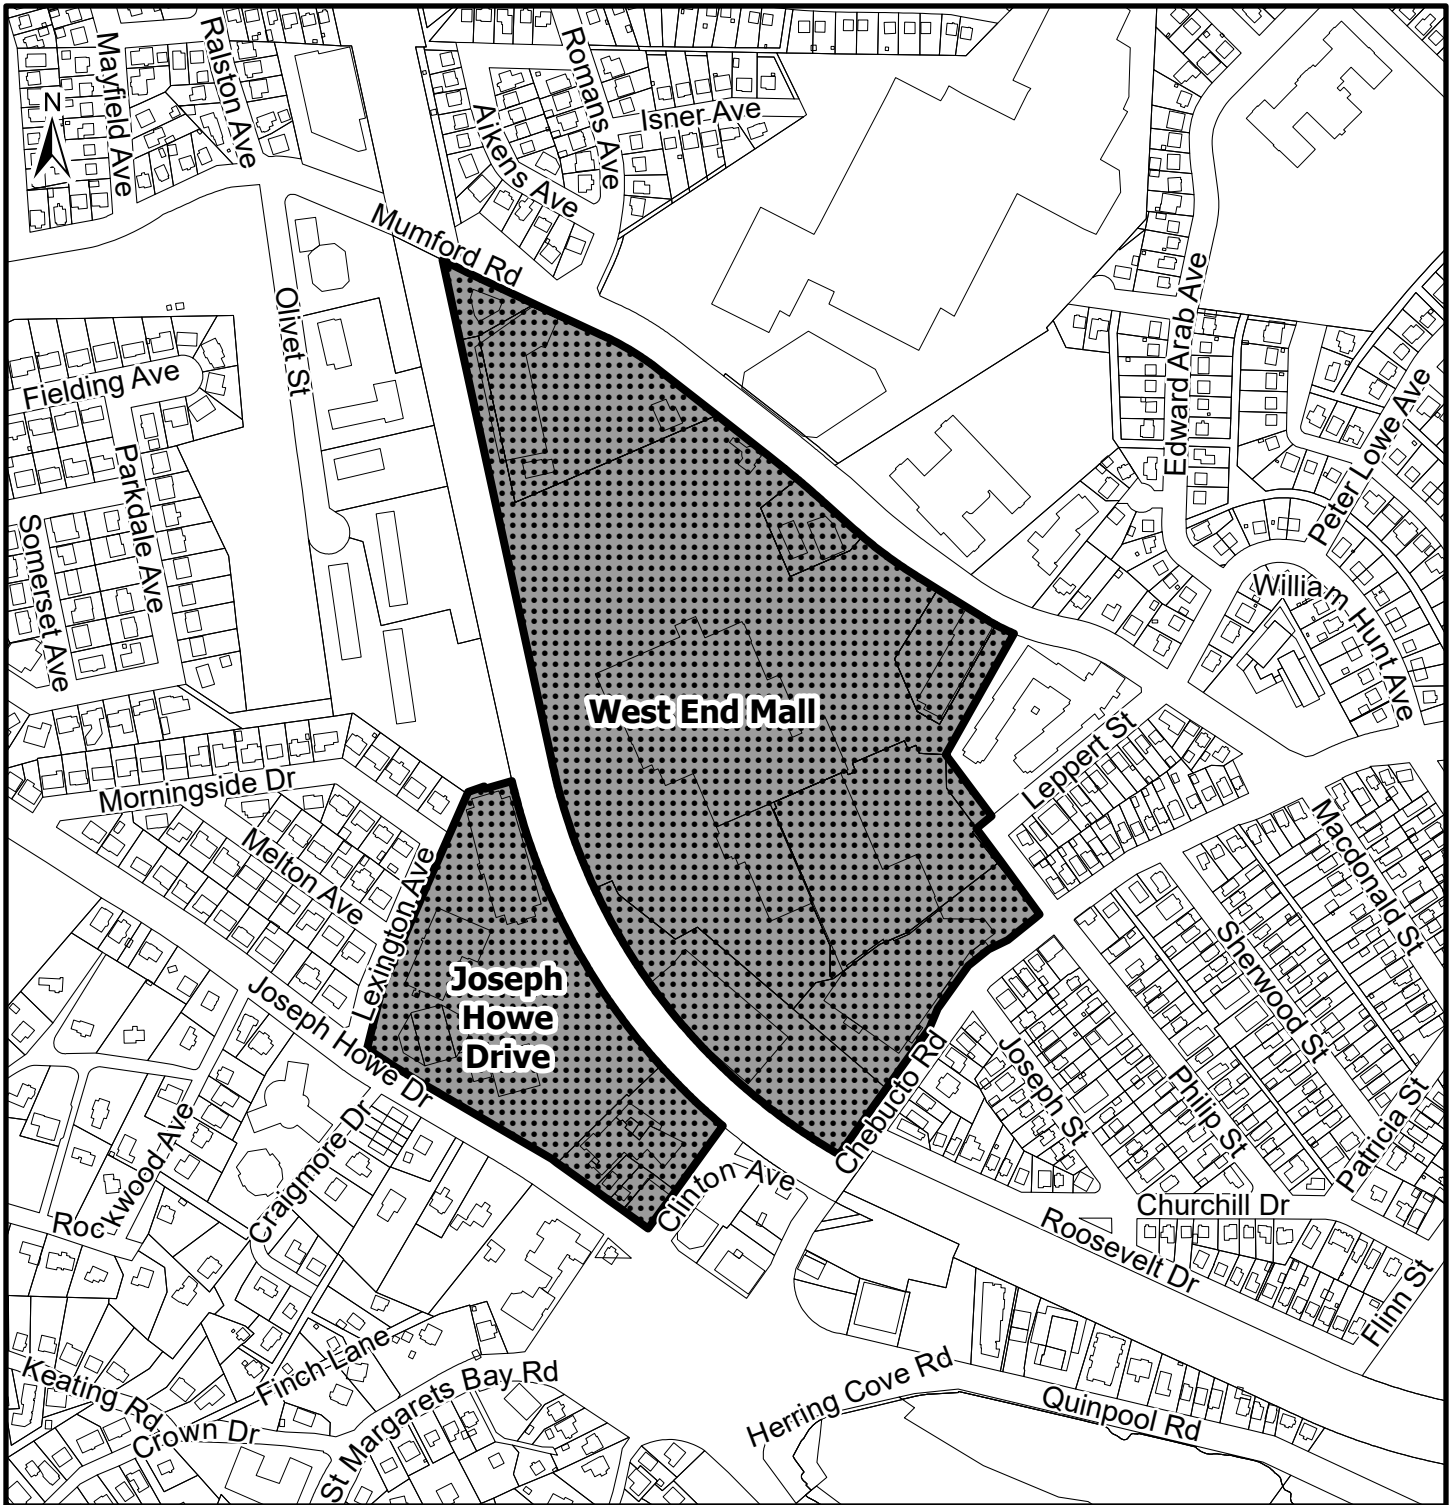 Mayfield Ave
Ralston Ave
Romans Ave
Isner Ave
Aikens Ave
N
Mumford Rd
Olivet St
Edward Arab Ave
Fielding Ave
Peter Lowe Ave
Parkdale Ave
Somerset Ave
William Hunt Ave
West End Mall
Leppert St
Morningside Dr
Macdonald St
Melton Ave
Lexington Ave
Sherwood St
Joseph
Howe
Drive
Joseph Howe Dr
Chebucto Rd
Joseph St
Philip St
Patricia St
Rockwood Ave
Craigmore Dr
Clinton Ave
Churchill Dr
Roosevelt Dr
Flinn St
Finch Lane
Keating Rd
Crown Dr
St Margarets Bay Rd
Herring Cove Rd
Quinpool Rd